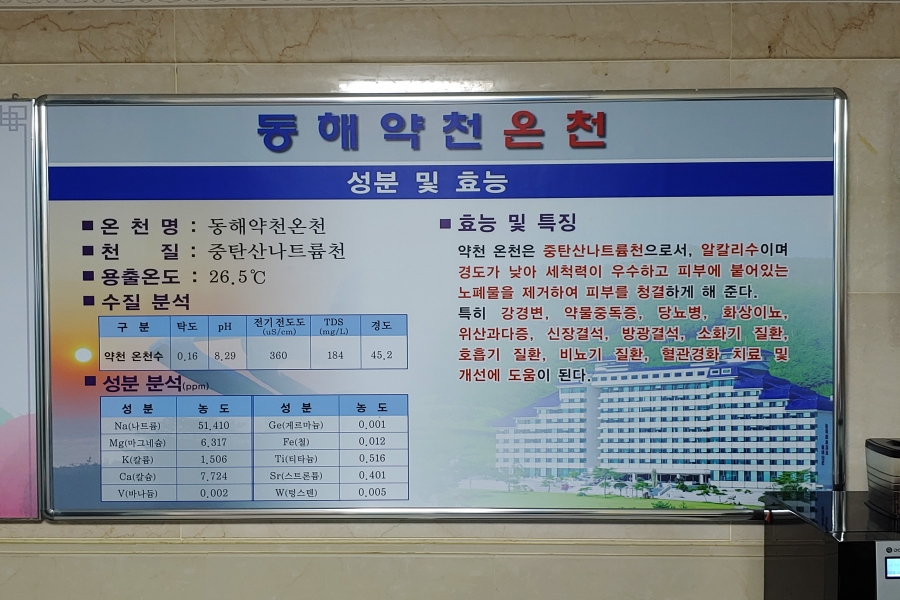 동해약천온천
성분 및 효능
■ 온 천 명 : 동해약천온천
■ 천 질 : 중탄산나트륨천
■ 용출온도 : 26.5℃
■ 수질 분석
구 분 탁도 pH 전기 전도도 (uS/cm) TDS (mg/L) 경도
약천 온천수 0.16 8.29 360 184 45.2
■ 성분 분석(ppm)
성 분 농 도 성 분 농 도
Na(나트륨) 51.410 Ge(게르마늄) 0.001
Mg(마그네슘) 6.317 Fe(철) 0.012
K(칼륨) 1.506 Ti(티타늄) 0.516
Ca(칼슘) 7.724 Sr(스트론튬) 0.401
V(바나듐) 0.002 W(텅스텐) 0.005
■ 효능 및 특징
약천 온천은 중탄산나트륨천으로서, 알칼리수이며
경도가 낮아 세척력이 우수하고 피부에 붙어있는
노폐물을 제거하여 피부를 청결하게 해 준다.
특히 강경변, 약물중독증, 당뇨병, 화상이뇨,
위산과다증, 신장결석, 방광결석, 소화기 질환,
호흡기 질환, 비뇨기 질환, 혈관경화 치료 및
개선에 도움이 된다.